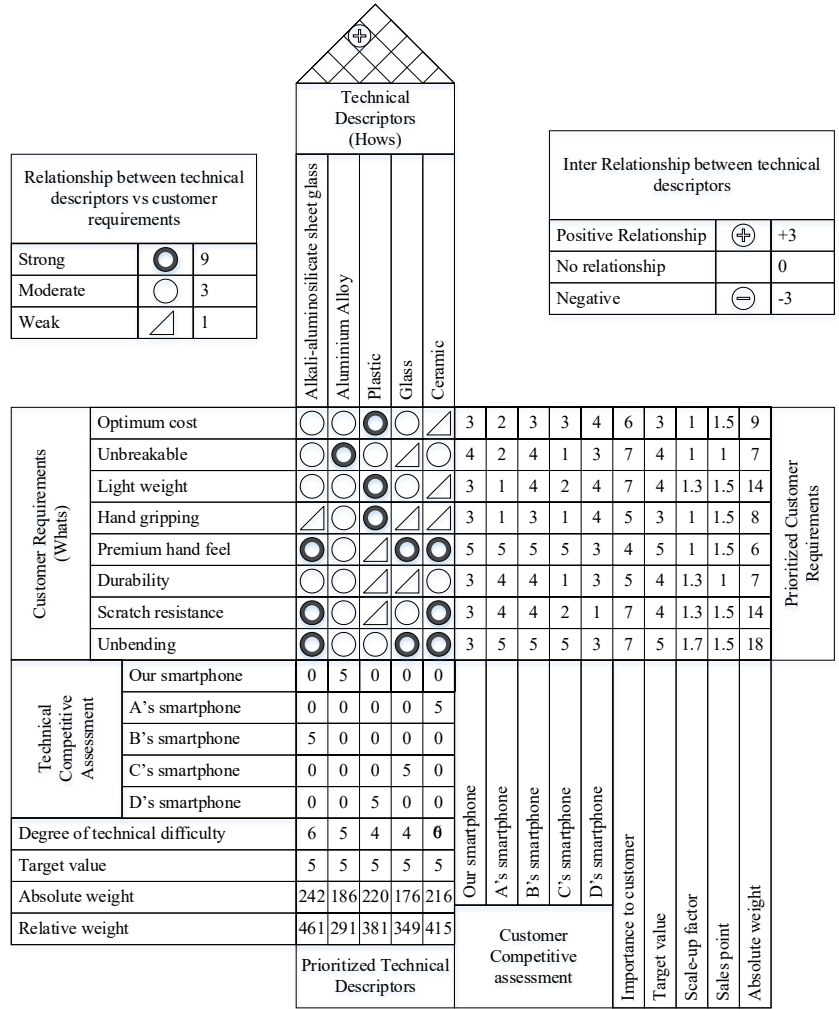 Technical
Descriptors
(Hows)
Relationship between technical
descriptors vs customer
requirements
Strong 9
Moderate 3
Weak 1
Inter Relationship between technical
descriptors
Positive Relationship +3
No relationship 0
Negative -3
Alkali-aluminosilicate sheet glass
Aluminium Alloy
Plastic
Glass
Ceramic
Customer Requirements
(Whats)
Optimum cost 3 2 3 3 4 6 3 1 1.5 9
Unbreakable 4 2 4 1 3 7 4 1 1 7
Light weight 3 1 4 2 4 7 4 1.3 1.5 14
Hand gripping 3 1 3 1 4 5 3 1 1.5 8
Premium hand feel 5 5 5 5 3 4 5 1 1.5 6
Durability 3 4 4 1 3 5 4 1.3 1 7
Scratch resistance 3 4 4 2 1 7 4 1.3 1.5 14
Unbending 3 5 5 5 3 7 5 1.7 1.5 18
Prioritized Customer
Requirements
Technical
Competitive
Assessment
Our smartphone 0 5 0 0 0
A's smartphone 0 0 0 0 5
B's smartphone 5 0 0 0 0
C's smartphone 0 0 0 5 0
D's smartphone 0 0 5 0 0
Degree of technical difficulty 6 5 4 4
Target value 5 5 5 5 5
Absolute weight 242 186 220 176 216
Relative weight 461 291 381 349 415
Prioritized Technical
Descriptors
Our smartphone
A's smartphone
B's smartphone
C's smartphone
D's smartphone
Customer
Competitive
assessment
Importance to customer
Target value
Scale-up factor
Sales point
Absolute weight